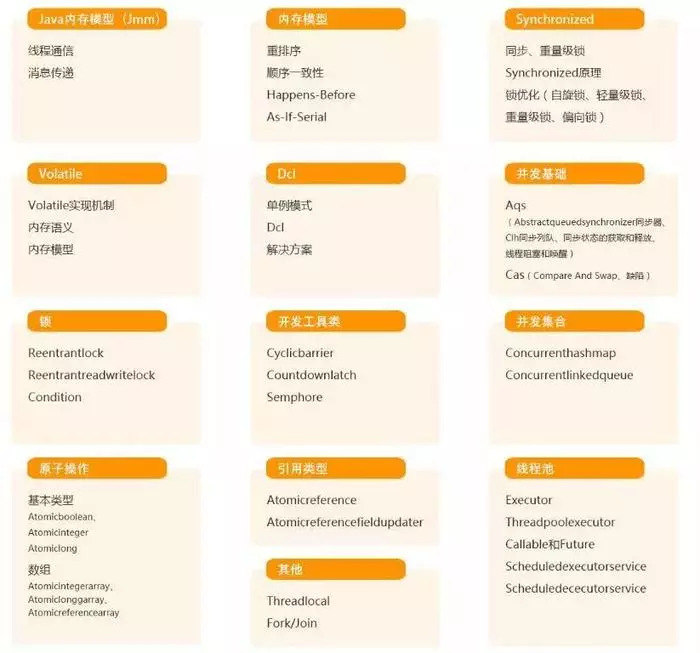 Java内存模型（Jmm）
线程通信
消息传递
内存模型
重排序
顺序一致性
Happens-Before
As-If-Serial
Synchronized
同步、重量级锁
Synchronized原理
锁优化（自旋锁、轻量级锁、
重量级锁、偏向锁）
Volatile
Volatile实现机制
内存语义
内存模型
Dcl
单例模式
Dcl
解决方案
并发基础
Aqs
（Abstractqueuedsynchronizer同步器、
Clh同步列队、同步状态的获取和释放、
线程阻塞和唤醒）
Cas（Compare And Swap、缺陷）
锁
Reentrantlock
Reentrantreadwritelock
Condition
开发工具类
Cyclicbarrier
Countdownlatch
Semphore
并发集合
Concurrenthashmap
Concurrentlinkedqueue
原子操作
基本类型
Atomicboolean、
Atomicinteger
Atomiclong
数组
Atomicintegerarray、
Atomiclonggarray、
Atomicreferencearray
引用类型
Atomicreference
Atomicreferencefieldupdater
其他
Threadlocal
Fork/Join
线程池
Executor
Threadpoolexecutor
Callable和Future
Scheduledexecutorservice
Scheduledececutorservice